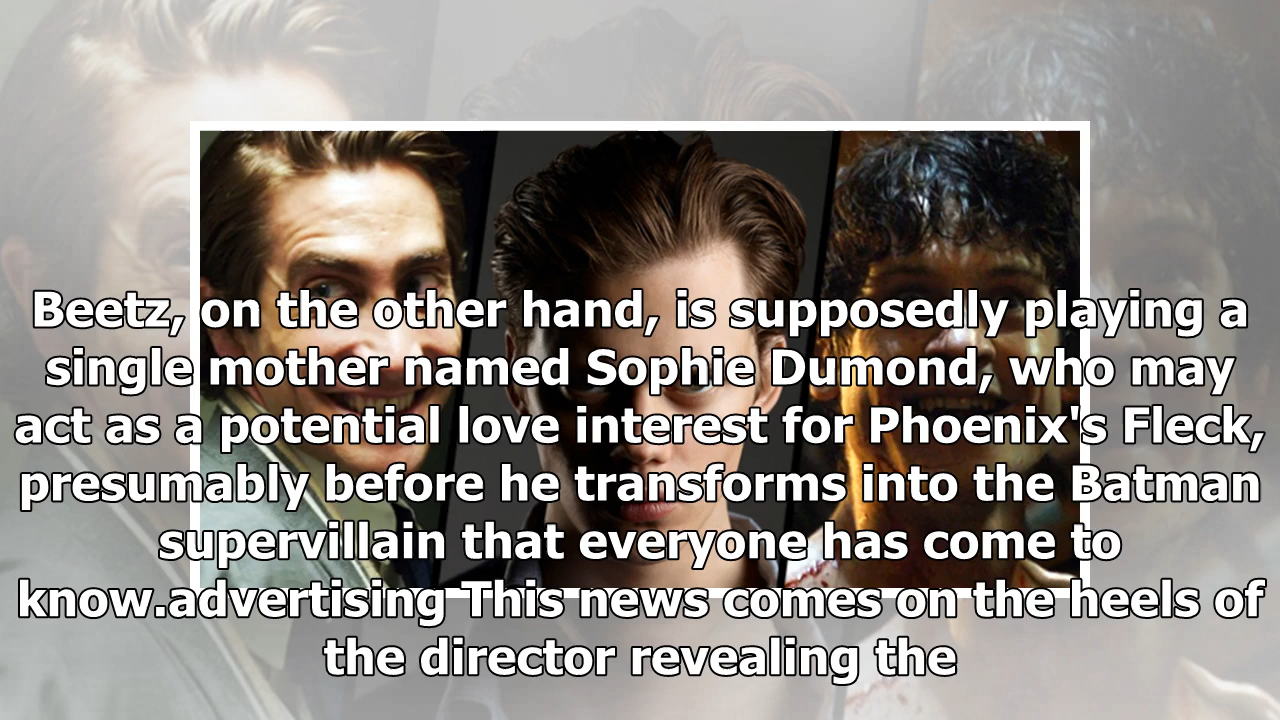 Beetz, on the other hand, is supposedly playing a
single mother named Sophie Dumond, who may
act as a potential love interest for Phoenix's Fleck,
presumably before he transforms into the Batman
supervillain that everyone has come to
know.advertising This news comes on the heels of
the director revealing the